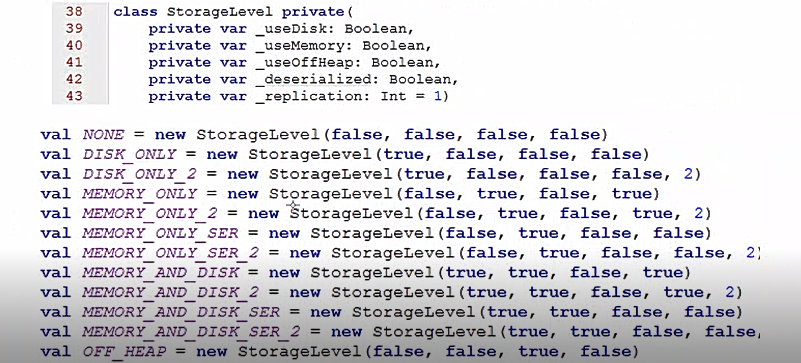 38 class StorageLevel private(
39 private var _useDisk: Boolean,
40 private var _useMemory: Boolean,
41 private var _useOffHeap: Boolean,
42 private var _deserialized: Boolean,
43 private var _replication: Int = 1)
val NONE = new StorageLevel(false, false, false, false)
val DISK_ONLY = new StorageLevel(true, false, false, false)
val DISK_ONLY_2 = new StorageLevel(true, false, false, false, 2)
val MEMORY_ONLY = new StorageLevel(false, true, false, true)
val MEMORY_ONLY_2 = new StorageLevel(false, true, false, true, 2)
val MEMORY_ONLY_SER = new StorageLevel(false, true, false, false)
val MEMORY_ONLY_SER_2 = new StorageLevel(false, true, false, false, 2)
val MEMORY_AND_DISK = new StorageLevel(true, true, false, true)
val MEMORY_AND_DISK_2 = new StorageLevel(true, true, false, true, 2)
val MEMORY_AND_DISK_SER = new StorageLevel(true, true, false, false)
val MEMORY_AND_DISK_SER_2 = new StorageLevel(true, true, false, false,
val OFF_HEAP = new StorageLevel(false, false, true, false)